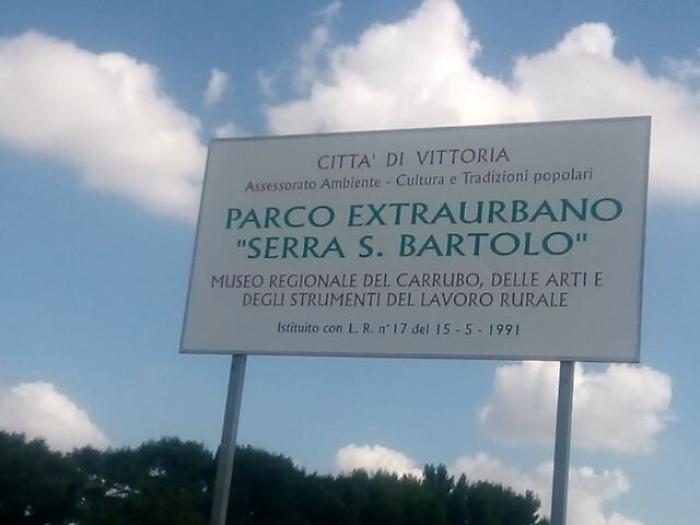 CITTA' DI VITTORIA
Assessorato Ambiente - Cultura e Tradizioni popolari
PARCO EXTRAURBANO
"SERRA S. BARTOLO"
MUSEO REGIONALE DEL CARRUBO, DELLE ARTI E
DEGLI STRUMENTI DEL LAVORO RURALE
Istituito con L. R. n° 17 del 15 - 5 - 1991